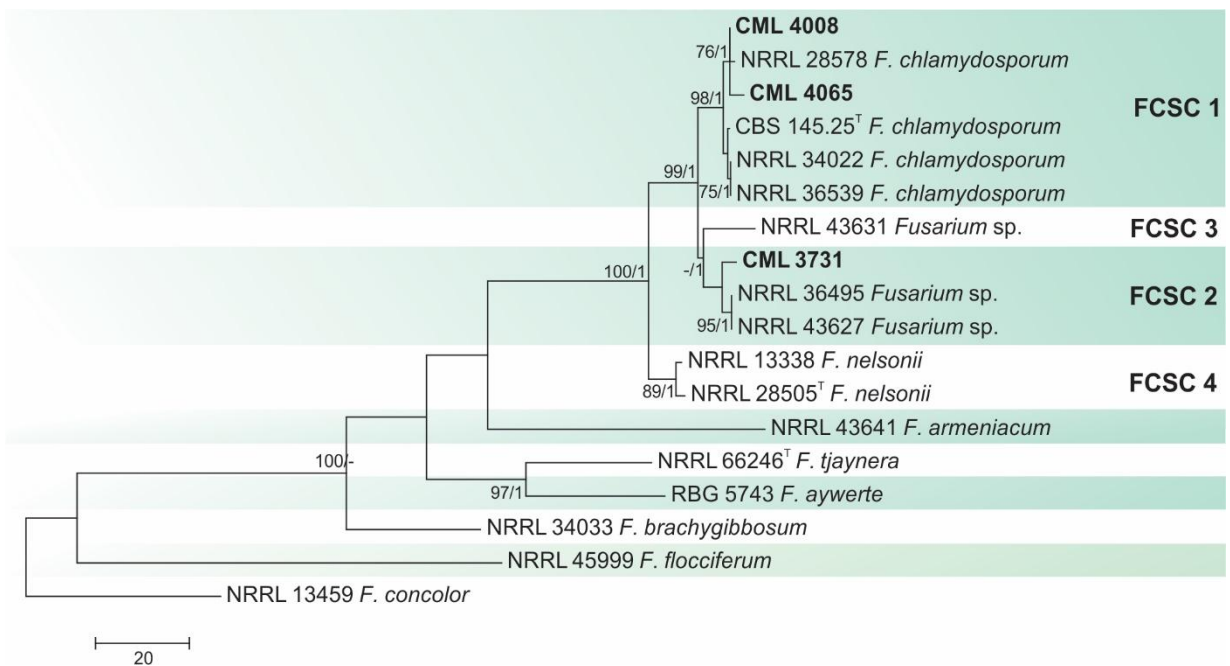 CML 4008
76/1
NRRL 28578 F. chlamydosporum
CML 4065
98/1
FCSC 1
CBS 145.25ᵀ F. chlamydosporum
NRRL 34022 F. chlamydosporum
99/1
75/1
NRRL 36539 F. chlamydosporum
NRRL 43631 Fusarium sp.
FCSC 3
-/1
CML 3731
100/1
NRRL 36495 Fusarium sp.
FCSC 2
95/1
NRRL 43627 Fusarium sp.
NRRL 13338 F. nelsonii
FCSC 4
89/1
NRRL 28505ᵀ F. nelsonii
NRRL 43641 F. armeniacum
100/-
NRRL 66246ᵀ F. tjaynera
97/1
RBG 5743 F. aywerte
NRRL 34033 F. brachygibbosum
NRRL 45999 F. flocciferum
NRRL 13459 F. concolor
20